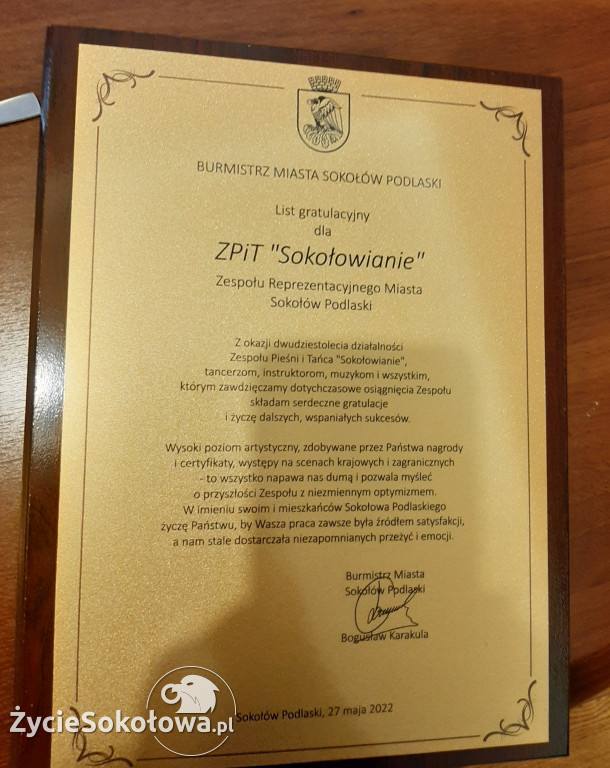 BURMISTRZ MIASTA SOKOŁÓW PODLASKI
List gratulacyjny
dla
ZPiT "Sokołowianie"
Zespołu Reprezentacyjnego Miasta
Sokołów Podlaski
Z okazji dwudziestolecia działalności
Zespołu Pieśni i Tańca "Sokołowianie",
tancerzom, instruktorom, muzykom i wszystkim,
którym zawdzięczamy dotychczasowe osiągnięcia Zespołu
składam serdeczne gratulacje
i życzę dalszych, wspaniałych sukcesów.
Wysoki poziom artystyczny, zdobywane przez Państwa nagrody
i certyfikaty, występy na scenach krajowych i zagranicznych
- to wszystko napawa nas dumą i pozwala myśleć
o przyszłości Zespołu z niezmiennym optymizmem.
W imieniu swoim i mieszkańców Sokołowa Podlaskiego
życzę Państwu, by Wasza praca zawsze była źródłem satysfakcji,
a nam stale dostarczała niezapomnianych przeżyć i emocji.
Burmistrz Miasta
Sokołów Podlaski
Bogusław Karakula
Sokołów Podlaski, 27 maja 2022
ŻycieSokołowa.pl